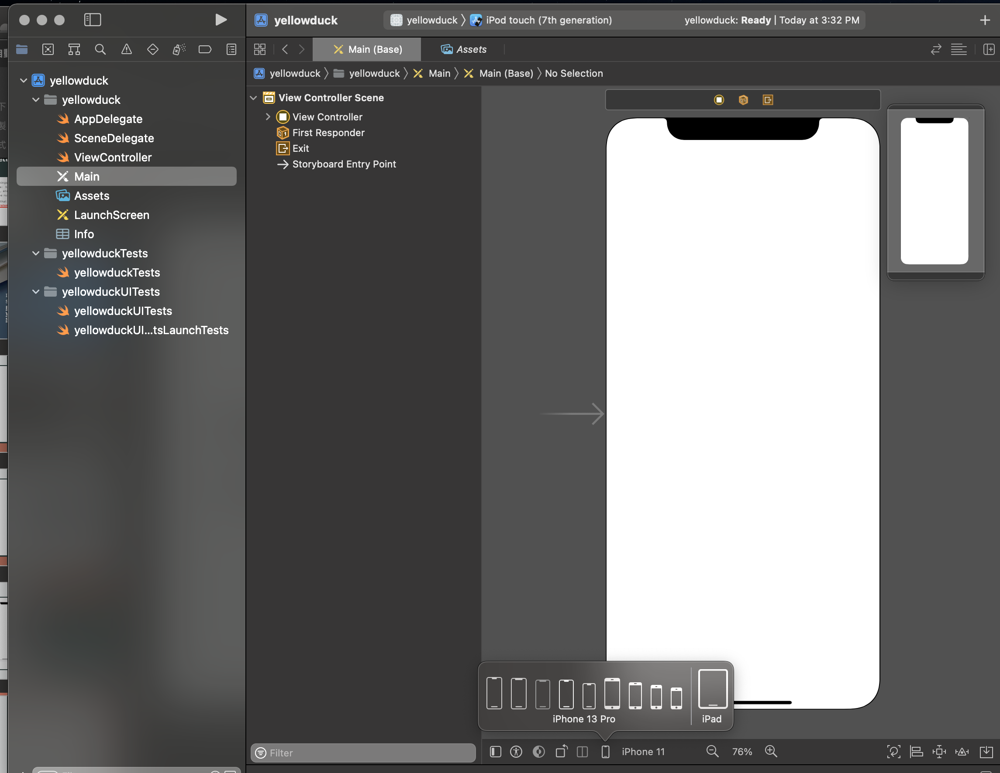 yellowduck
yellowduck
iPod touch (7th generation)
yellowduck: Ready | Today at 3:32 PM
Main (Base)
Assets
yellowduck
yellowduck
Main
Main (Base)
No Selection
yellowduck
yellowduck
AppDelegate
SceneDelegate
ViewController
Main
Assets
LaunchScreen
Info
yellowduckTests
yellowduckTests
yellowduckUITests
yellowduckUITests
yellowduckUI...tsLaunchTests
View Controller Scene
View Controller
First Responder
Exit
Storyboard Entry Point
iPhone 13 Pro
iPad
Filter
iPhone 11
76%